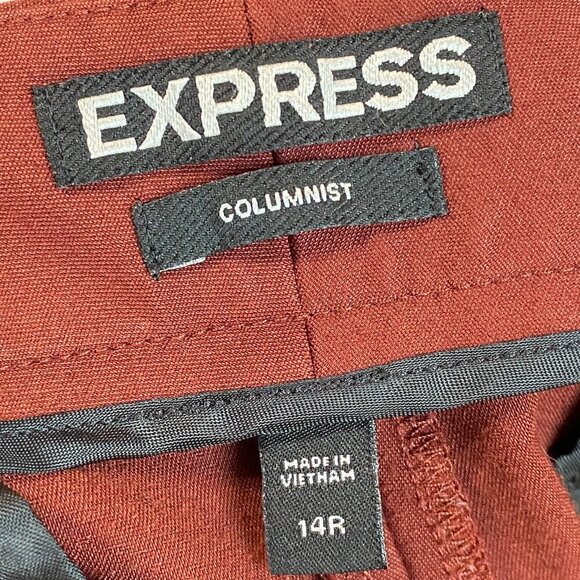 EXPRESS
COLUMNIST
MADE IN
VIETNAM
14R